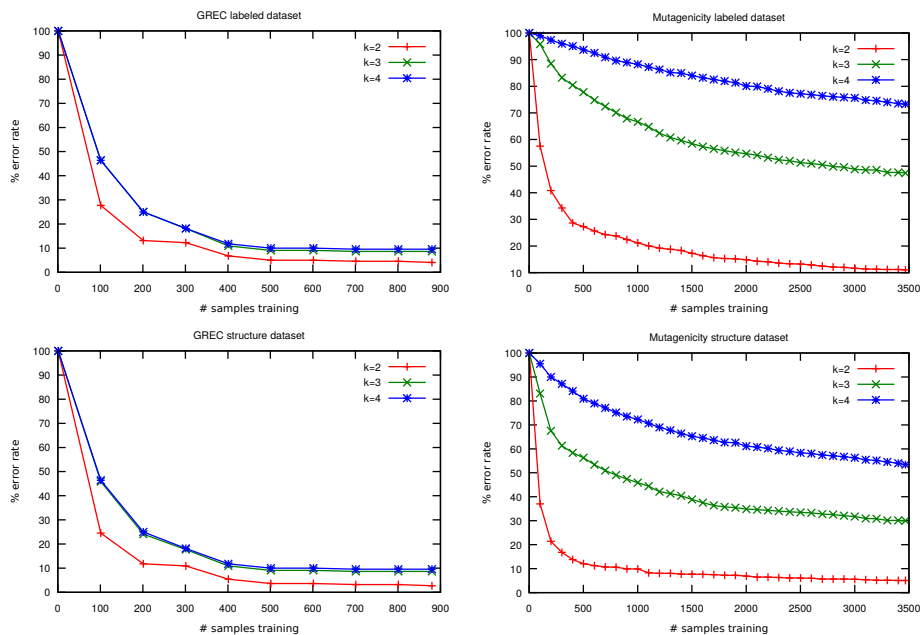 GREC labeled dataset
100
90
80
70
60
50
40
30
20
10
0
% error rate
k=2
k=3
k=4
0 100 200 300 400 500 600 700 800 900
# samples training
Mutagenicity labeled dataset
100
90
80
70
60
50
40
30
20
10
% error rate
k=2
k=3
k=4
0 500 1000 1500 2000 2500 3000 3500
# samples training
GREC structure dataset
100
90
80
70
60
50
40
30
20
10
0
% error rate
k=2
k=3
k=4
0 100 200 300 400 500 600 700 800 900
# samples training
Mutagenicity structure dataset
100
90
80
70
60
50
40
30
20
10
0
% error rate
k=2
k=3
k=4
0 500 1000 1500 2000 2500 3000 3500
# samples training